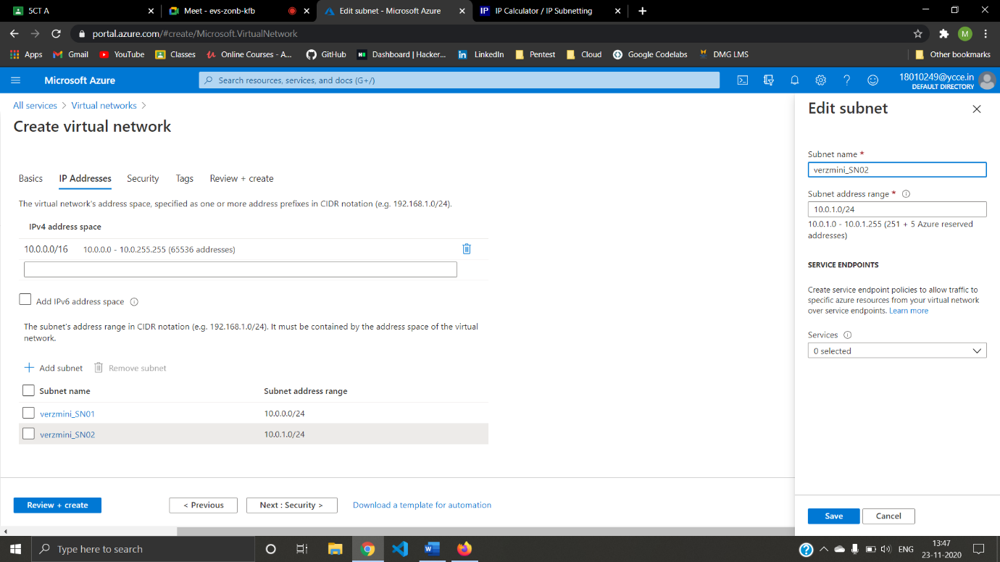 5CT A
Meet - evs-zonb-kfb
Edit subnet - Microsoft Azure
IP
IP Calculator / IP Subnetting
portal.azure.com/#create/Microsoft.VirtualNetwork
M
Apps
Gmail
YouTube
Classes
Online Courses - A...
GitHub
Dashboard | Hacker...
LinkedIn
Pentest
Cloud
Google Codelabs
DMG LMS
Other bookmarks
Microsoft Azure
Search resources, services, and docs (G+/)
18010249@ycce.in
DEFAULT DIRECTORY
All services > Virtual networks >
Create virtual network
Basics
IP Addresses
Security
Tags
Review + create
The virtual network's address space, specified as one or more address prefixes in CIDR notation (e.g. 192.168.1.0/24).
IPv4 address space
10.0.0.0/16 10.0.0.0 - 10.0.255.255 (65536 addresses)
Add IPv6 address space
The subnet's address range in CIDR notation (e.g. 192.168.1.0/24). It must be contained by the address space of the virtual
network.
+ Add subnet
Remove subnet
Subnet name Subnet address range
verzmini_SN01 10.0.0.0/24
verzmini_SN02 10.0.1.0/24
Review + create
< Previous
Next : Security >
Download a template for automation
Edit subnet
Subnet name *
verzmini_SN02
Subnet address range *
10.0.1.0/24
10.0.1.0 - 10.0.1.255 (251 + 5 Azure reserved
addresses)
SERVICE ENDPOINTS
Create service endpoint policies to allow traffic to
specific azure resources from your virtual network
over service endpoints. Learn more
Services
0 selected
Save
Cancel
Type here to search
ENG
13:47
23-11-2020